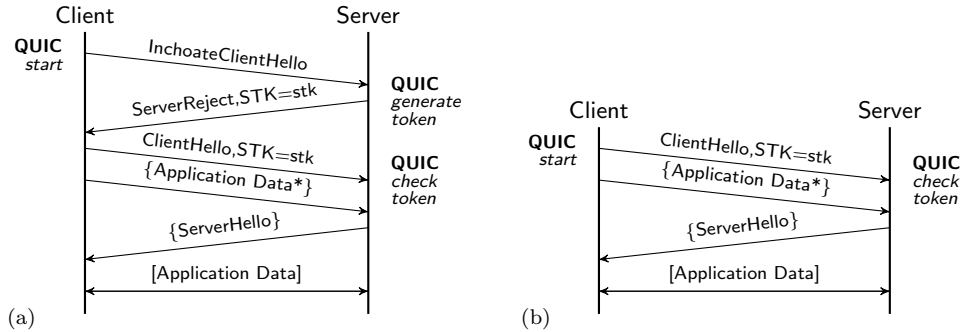 Client Server
QUIC
start
InchoateClientHello
QUIC
generate
token
ServerReject,STK=stk
ClientHello,STK=stk
QUIC
check
token
{Application Data*}
{ServerHello}
[Application Data]
(a)
Client Server
QUIC
start
ClientHello,STK=stk
QUIC
check
token
{Application Data*}
{ServerHello}
[Application Data]
(b)